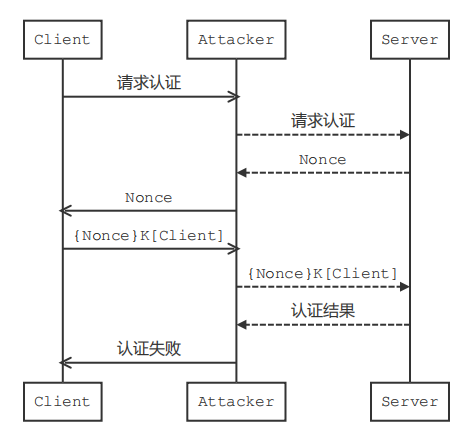 Client Attacker Server
请求认证
请求认证
Nonce
Nonce
{Nonce}K[Client]
{Nonce}K[Client]
认证结果
认证失败
Client Attacker Server